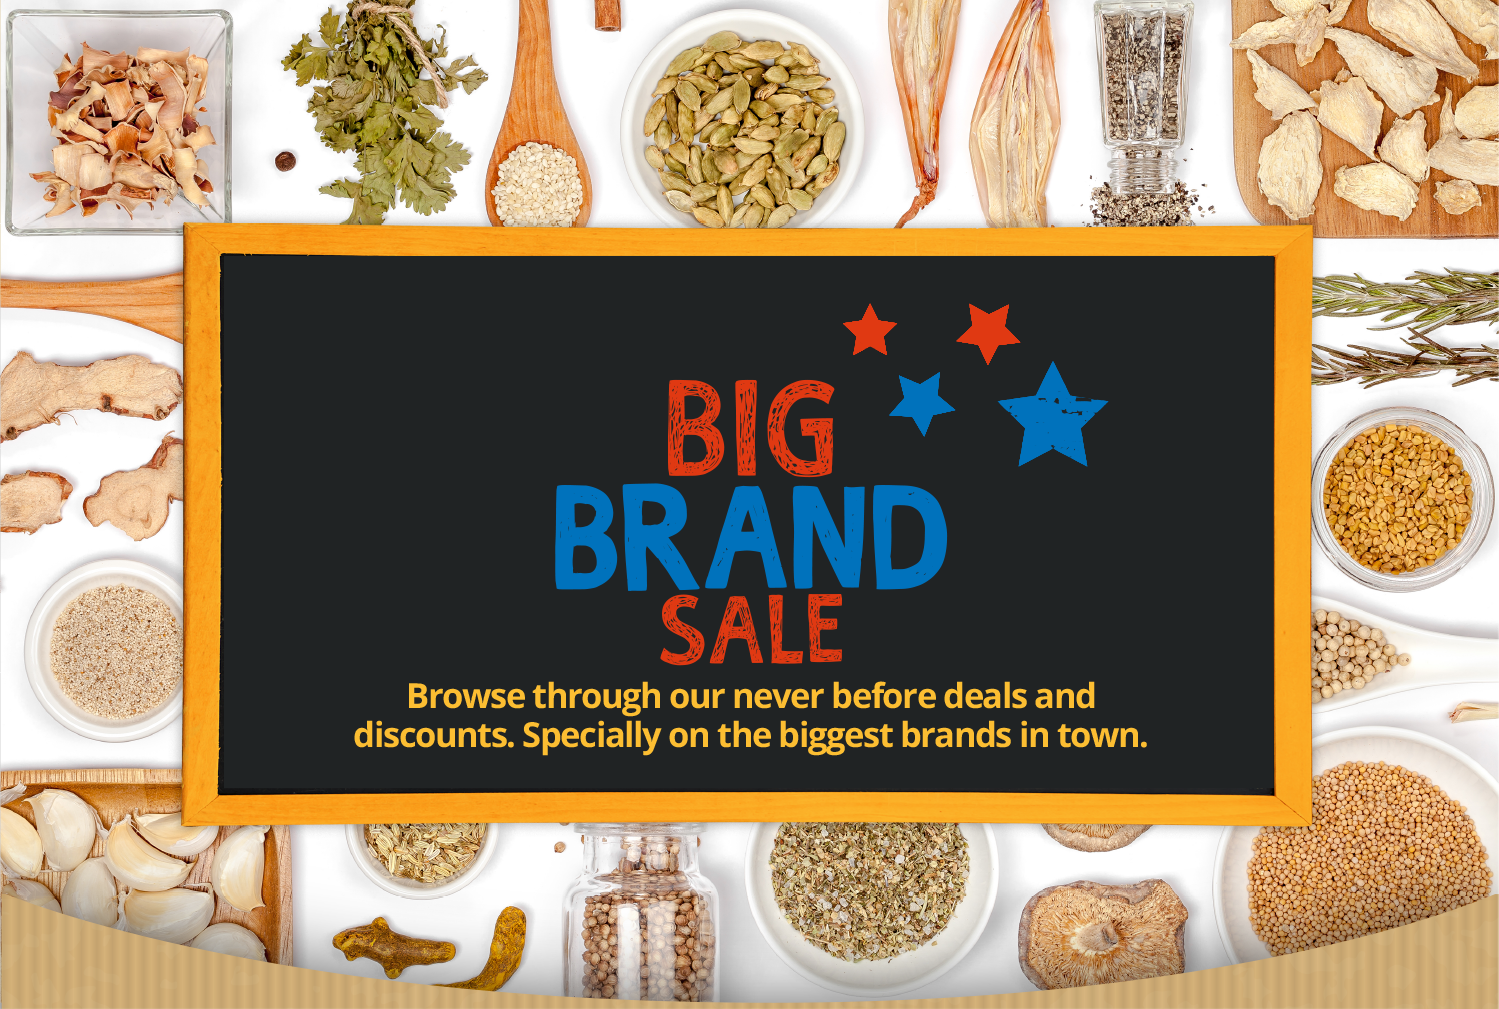 BIG
BRAND
SALE
Browse through our never before deals and
discounts. Specially on the biggest brands in town.